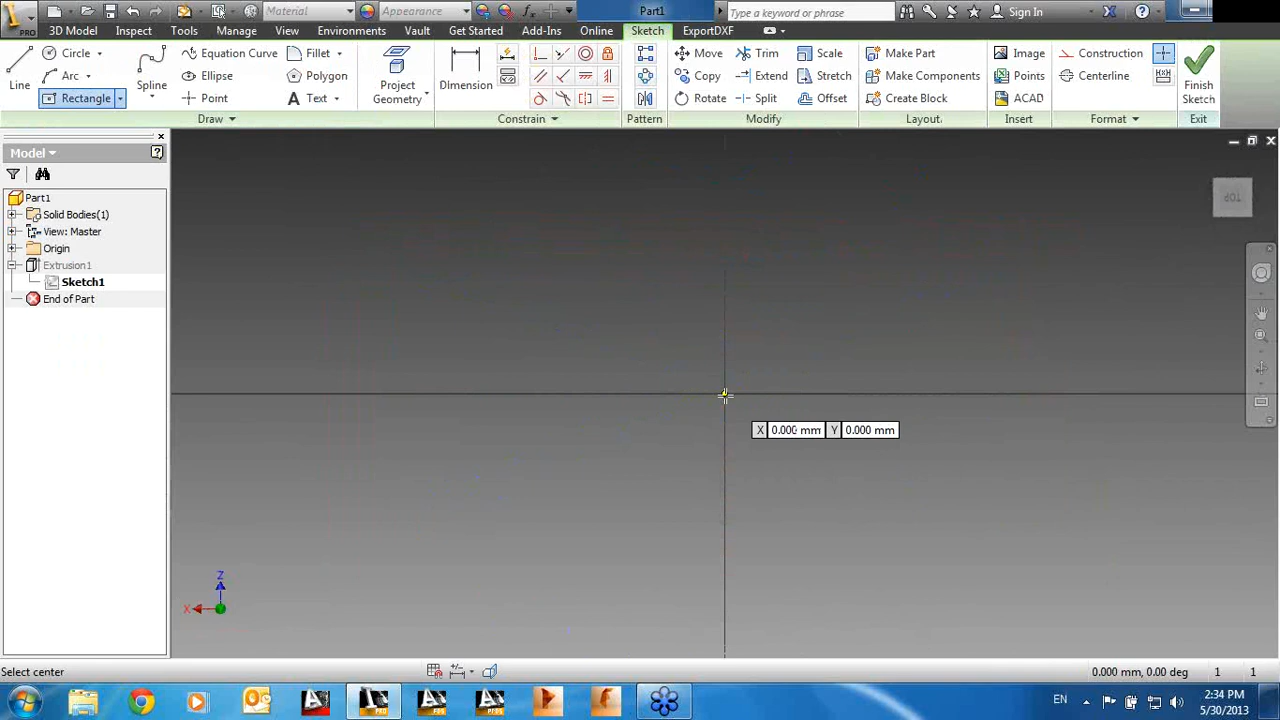 Material
Appearance
Part1
Type a keyword or phrase
Sign In
PRO
3D Model
Inspect
Tools
Manage
View
Environments
Vault
Get Started
Add-Ins
Online
Sketch
ExportDXF
Line
Circle
Arc
Rectangle
Spline
Equation Curve
Ellipse
Point
Fillet
Polygon
Text
Project Geometry
Dimension
Move
Copy
Rotate
Trim
Extend
Split
Scale
Stretch
Offset
Make Part
Make Components
Create Block
Image
Points
ACAD
Construction
Centerline
Finish Sketch
Draw
Constrain
Pattern
Modify
Layout
Insert
Format
Exit
Model
Part1
Solid Bodies(1)
View: Master
Origin
Extrusion1
Sketch1
End of Part
TOP
X 0.000 mm Y 0.000 mm
Z
X
Select center
0.000 mm, 0.00 deg 1 1
EN
2:34 PM
5/30/2013